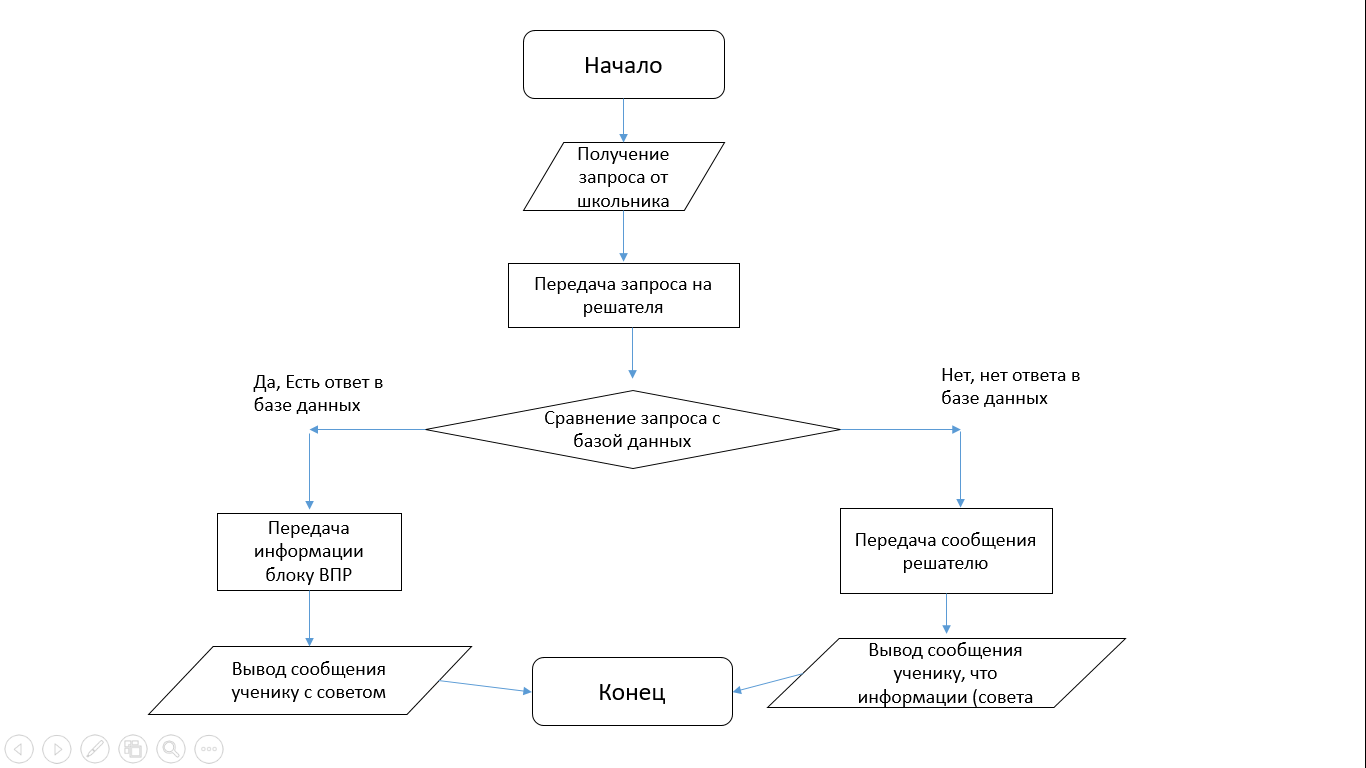 Начало
Получение
запроса от
школьника
Передача запроса на
решателя
Да, Есть ответ в
базе данных
Нет, нет ответа в
базе данных
Сравнение запроса с
базой данных
Передача
информации
блоку ВПР
Передача сообщения
решателю
Вывод сообщения
ученику с советом
Конец
Вывод сообщения
ученику, что
информации (совета